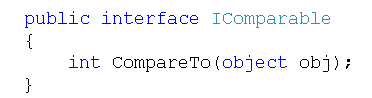 public interface IComparable
{
    int CompareTo(object obj);
}